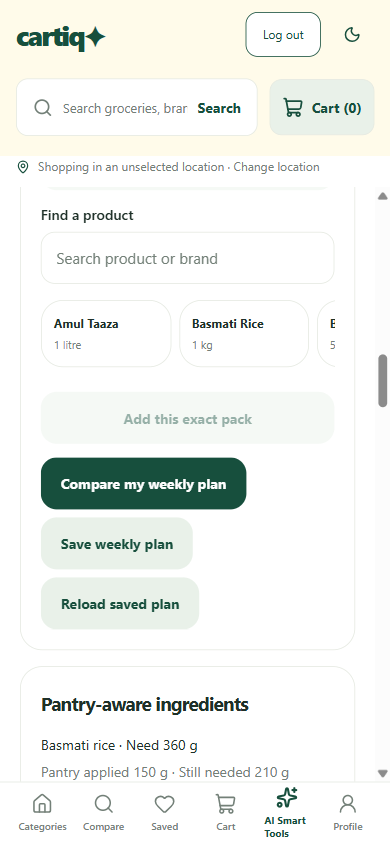 cartiq
Log out
Search groceries, brar Search
Cart (0)
Shopping in an unselected location · Change location
Find a product
Search product or brand
Amul Taaza
1 litre
Basmati Rice
1 kg
5
Add this exact pack
Compare my weekly plan
Save weekly plan
Reload saved plan
Pantry-aware ingredients
Basmati rice · Need 360 g
Pantry applied 150 g · Still needed 210 g
Categories
Compare
Saved
Cart
AI Smart
Tools
Profile